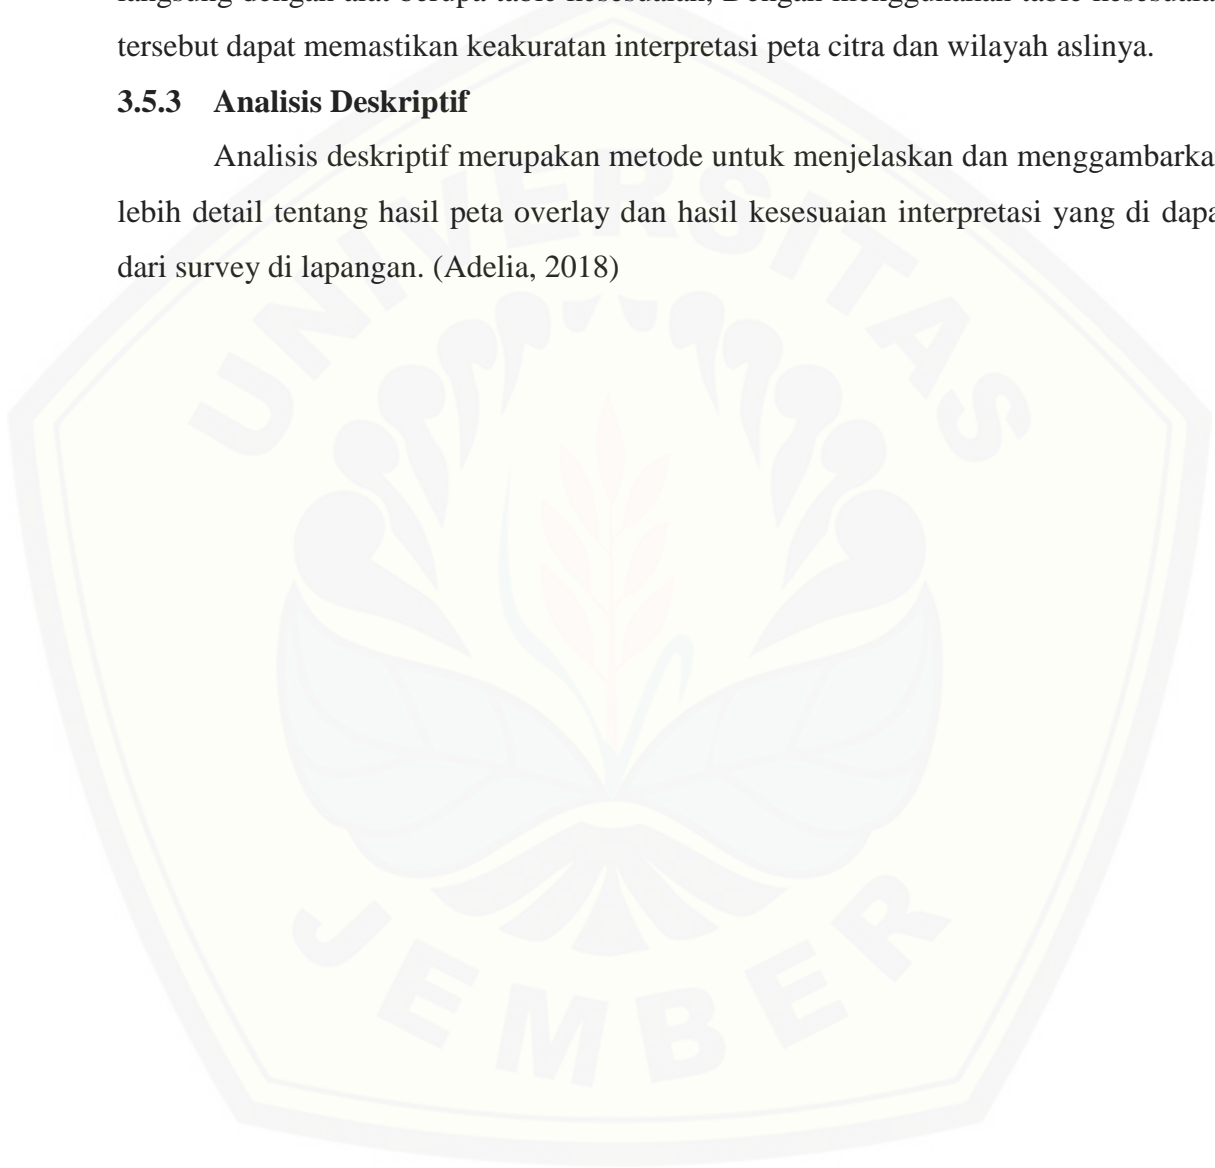 tersebut dapat memastikan keakuratan interpretasi peta citra dan wilayah aslinya.
3.5.3 Analisis Deskriptif
Analisis deskriptif merupakan metode untuk menjelaskan dan menggambarka
lebih detail tentang hasil peta overlay dan hasil kesesuaian interpretasi yang di dapa
dari survey di lapangan. (Adelia, 2018)
UNIVERSITAS
JEMBER